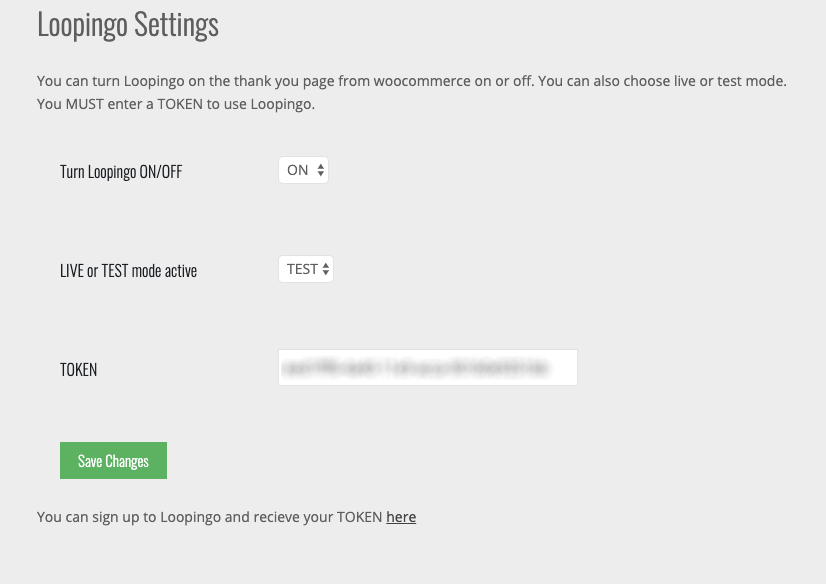 Loopingo Settings
You can turn Loopingo on the thank you page from woocommerce on or off. You can also choose live or test mode.
You MUST enter a TOKEN to use Loopingo.
Turn Loopingo ON/OFF
ON
LIVE or TEST mode active
TEST
TOKEN
Save Changes
You can sign up to Loopingo and recieve your TOKEN here